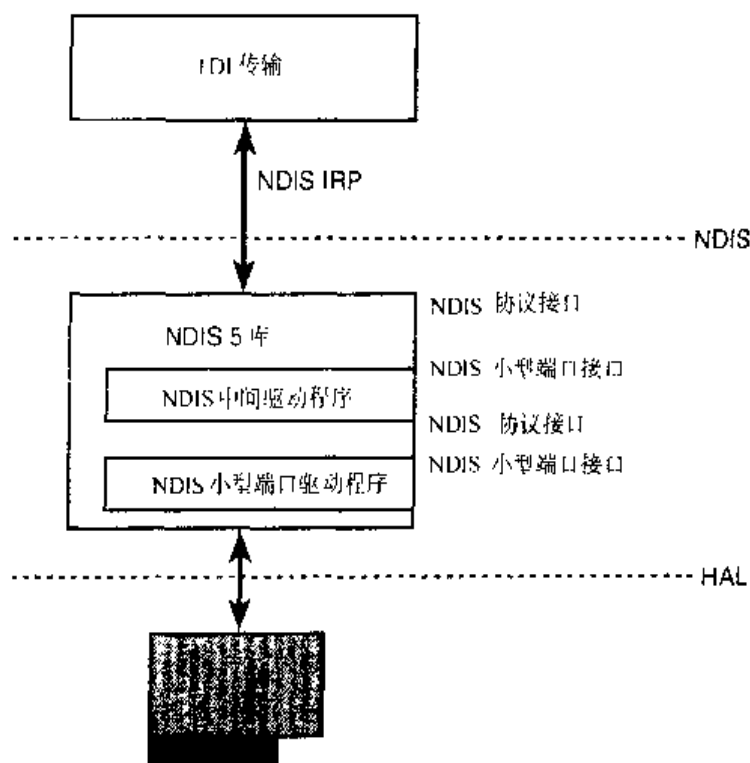 TDI 传输
NDIS IRP
NDIS
NDIS 协议接口
NDIS 5 库
NDIS 小型端口接口
NDIS 中间驱动程序
NDIS 协议接口
NDIS 小型端口接口
NDIS 小型端口驱动程序
HAL